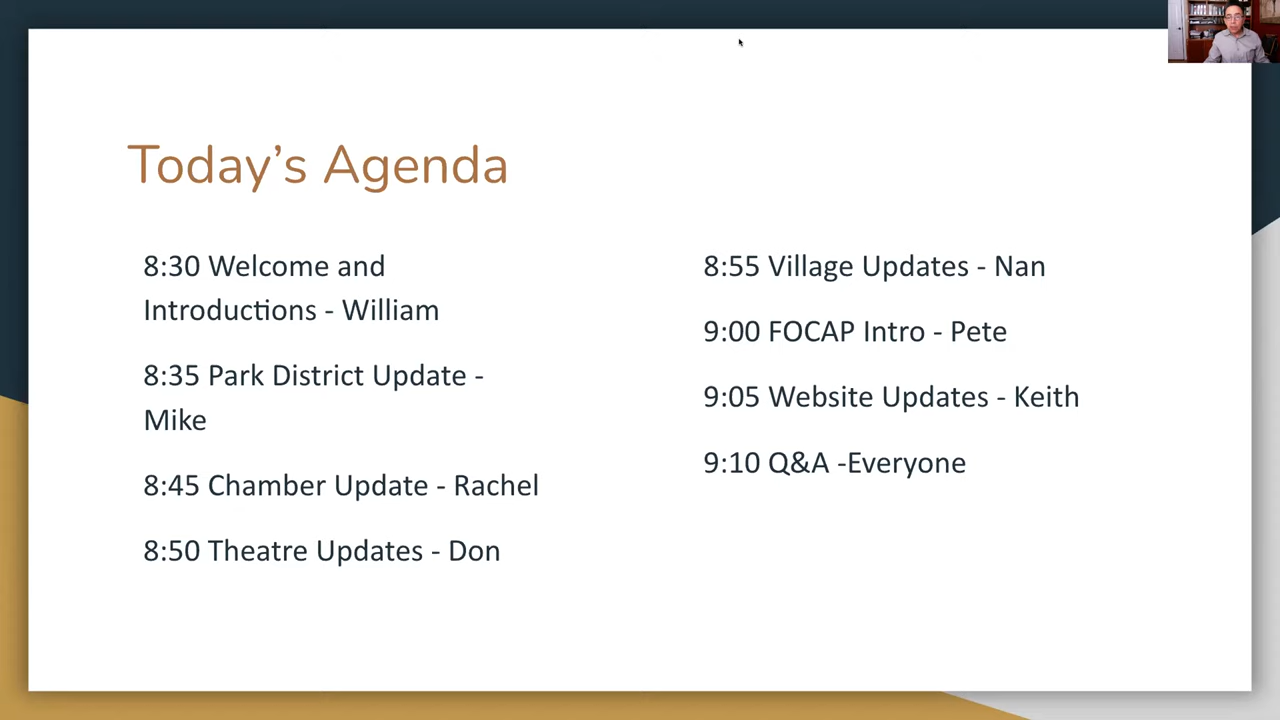 Today’s Agenda
8:30 Welcome and
Introductions - William
8:35 Park District Update -
Mike
8:45 Chamber Update - Rachel
8:50 Theatre Updates - Don
8:55 Village Updates - Nan
9:00 FOCAP Intro - Pete
9:05 Website Updates - Keith
9:10 Q&A -Everyone